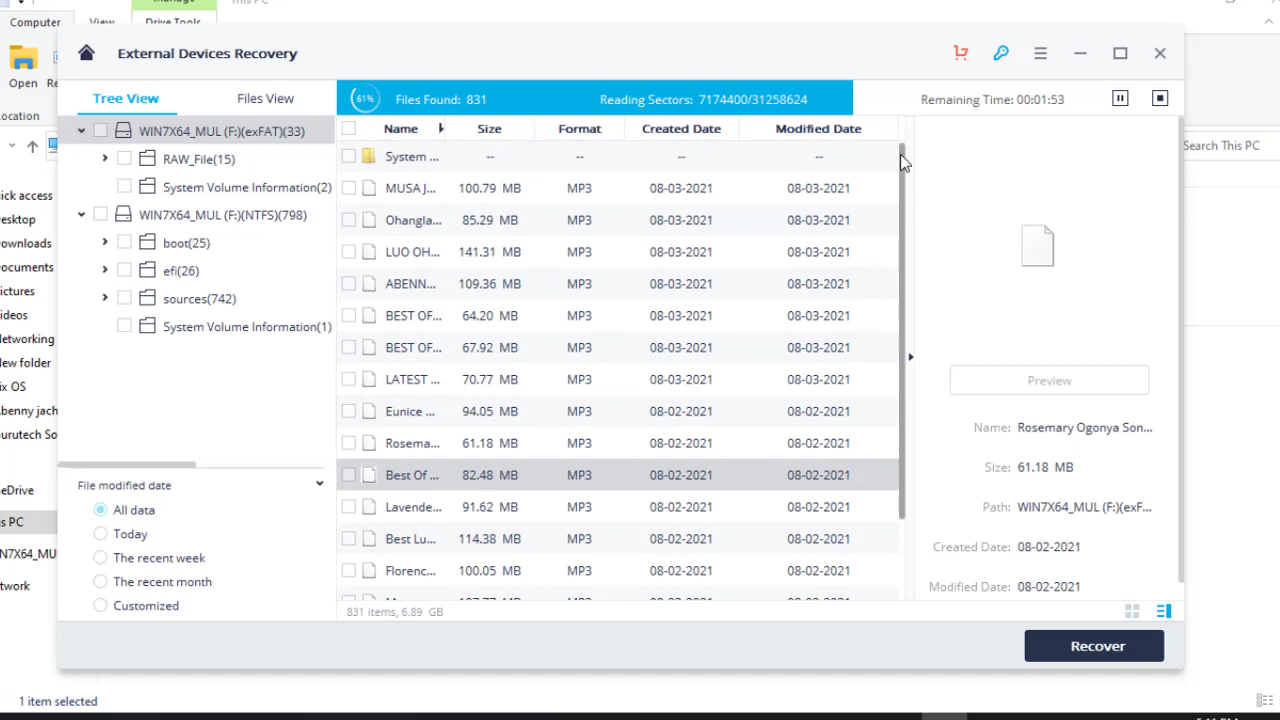 Computer View Drive Tools
Manage
This PC
Open Re
Location
Search This PC
uick access
esktop
ownloads
ocuments
ictures
ideos
etworking
ew folder
ix OS
benny jach
urutech So
neDrive
is PC
N7X64_MU
twork
1 item selected
External Devices Recovery
Tree View Files View
61% Files Found: 831 Reading Sectors: 7174400/31258624 Remaining Time: 00:01:53
WIN7X64_MUL (F:)(exFAT)(33)
RAW_File(15)
System Volume Information(2)
WIN7X64_MUL (F:)(NTFS)(798)
boot(25)
efi(26)
sources(742)
System Volume Information(1)
File modified date
All data
Today
The recent week
The recent month
Customized
Name Size Format Created Date Modified Date
System ... -- -- -- --
MUSA J... 100.79 MB MP3 08-03-2021 08-03-2021
Ohangla... 85.29 MB MP3 08-03-2021 08-03-2021
LUO OH... 141.31 MB MP3 08-03-2021 08-03-2021
ABENN... 109.36 MB MP3 08-03-2021 08-03-2021
BEST OF... 64.20 MB MP3 08-03-2021 08-03-2021
BEST OF... 67.92 MB MP3 08-03-2021 08-03-2021
LATEST ... 70.77 MB MP3 08-03-2021 08-03-2021
Eunice ... 94.05 MB MP3 08-02-2021 08-02-2021
Rosema... 61.18 MB MP3 08-02-2021 08-02-2021
Best Of ... 82.48 MB MP3 08-02-2021 08-02-2021
Lavende... 91.62 MB MP3 08-02-2021 08-02-2021
Best Lu... 114.38 MB MP3 08-02-2021 08-02-2021
Florenc... 100.05 MB MP3 08-02-2021 08-02-2021
831 items, 6.89 GB
Preview
Name: Rosemary Ogonya Son...
Size: 61.18 MB
Path: WIN7X64_MUL (F:)(exF...
Created Date: 08-02-2021
Modified Date: 08-02-2021
Recover